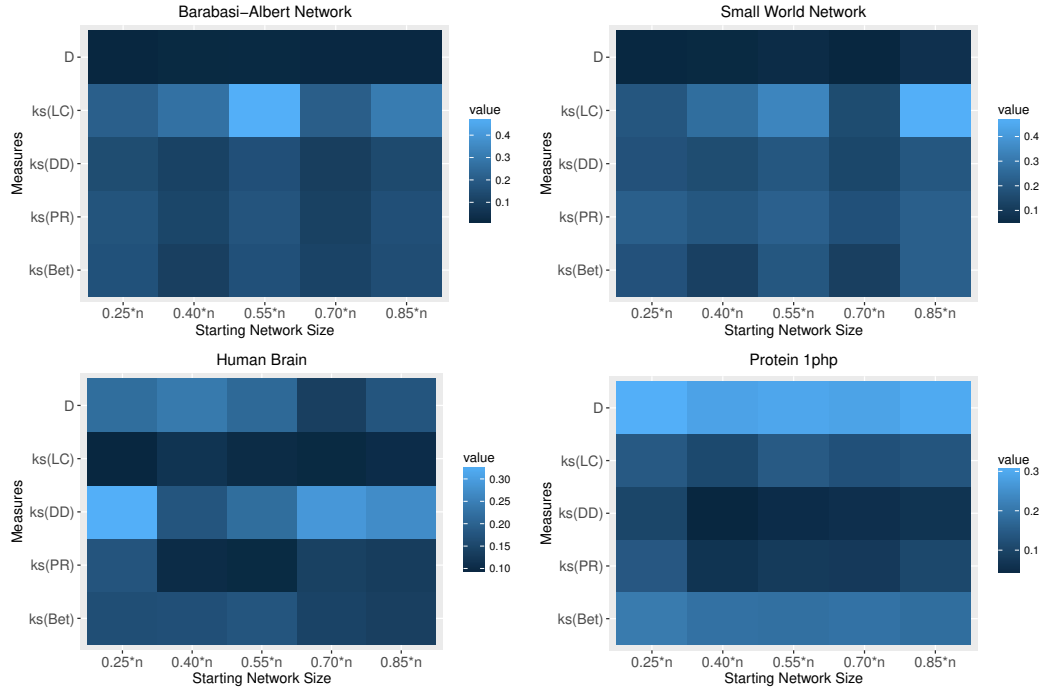 Barabasi−Albert Network
Measures
D
ks(LC)
ks(DD)
ks(PR)
ks(Bet)
0.25*n 0.40*n 0.55*n 0.70*n 0.85*n
Starting Network Size
value
0.4
0.3
0.2
0.1
Small World Network
Measures
D
ks(LC)
ks(DD)
ks(PR)
ks(Bet)
0.25*n 0.40*n 0.55*n 0.70*n 0.85*n
Starting Network Size
value
0.4
0.3
0.2
0.1
Human Brain
Measures
D
ks(LC)
ks(DD)
ks(PR)
ks(Bet)
0.25*n 0.40*n 0.55*n 0.70*n 0.85*n
Starting Network Size
value
0.30
0.25
0.20
0.15
0.10
Protein 1php
Measures
D
ks(LC)
ks(DD)
ks(PR)
ks(Bet)
0.25*n 0.40*n 0.55*n 0.70*n 0.85*n
Starting Network Size
value
0.3
0.2
0.1